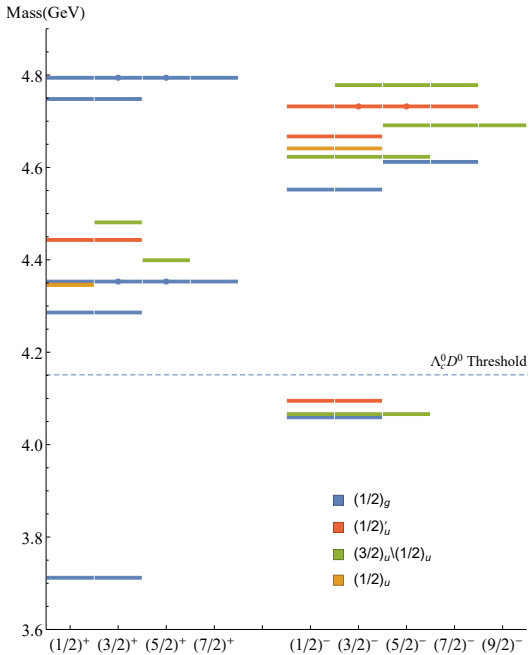 Mass(GeV)
4.8
4.6
4.4
4.2
Λc⁰D⁰ Threshold
4.0
(1/2)g
(1/2)′u
(3/2)u\(1/2)u
(1/2)u
3.8
3.6
(1/2)⁺ (3/2)⁺ (5/2)⁺ (7/2)⁺ (1/2)⁻ (3/2)⁻ (5/2)⁻ (7/2)⁻ (9/2)⁻